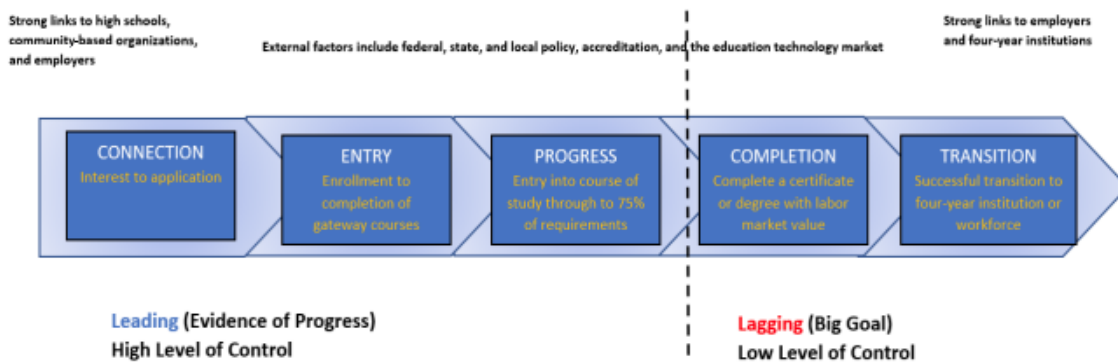 Strong links to high schools,
community-based organizations,
and employers
External factors include federal, state, and local policy, accreditation, and the education technology market
Strong links to employers
and four-year institutions
CONNECTION
Interest to application
ENTRY
Enrollment to
completion of
gateway courses
PROGRESS
Entry into course of
study through to 75%
of requirements
COMPLETION
Complete a certificate
or degree with labor
market value
TRANSITION
Successful transition to
four-year institution or
workforce
Leading (Evidence of Progress)
High Level of Control
Lagging (Big Goal)
Low Level of Control